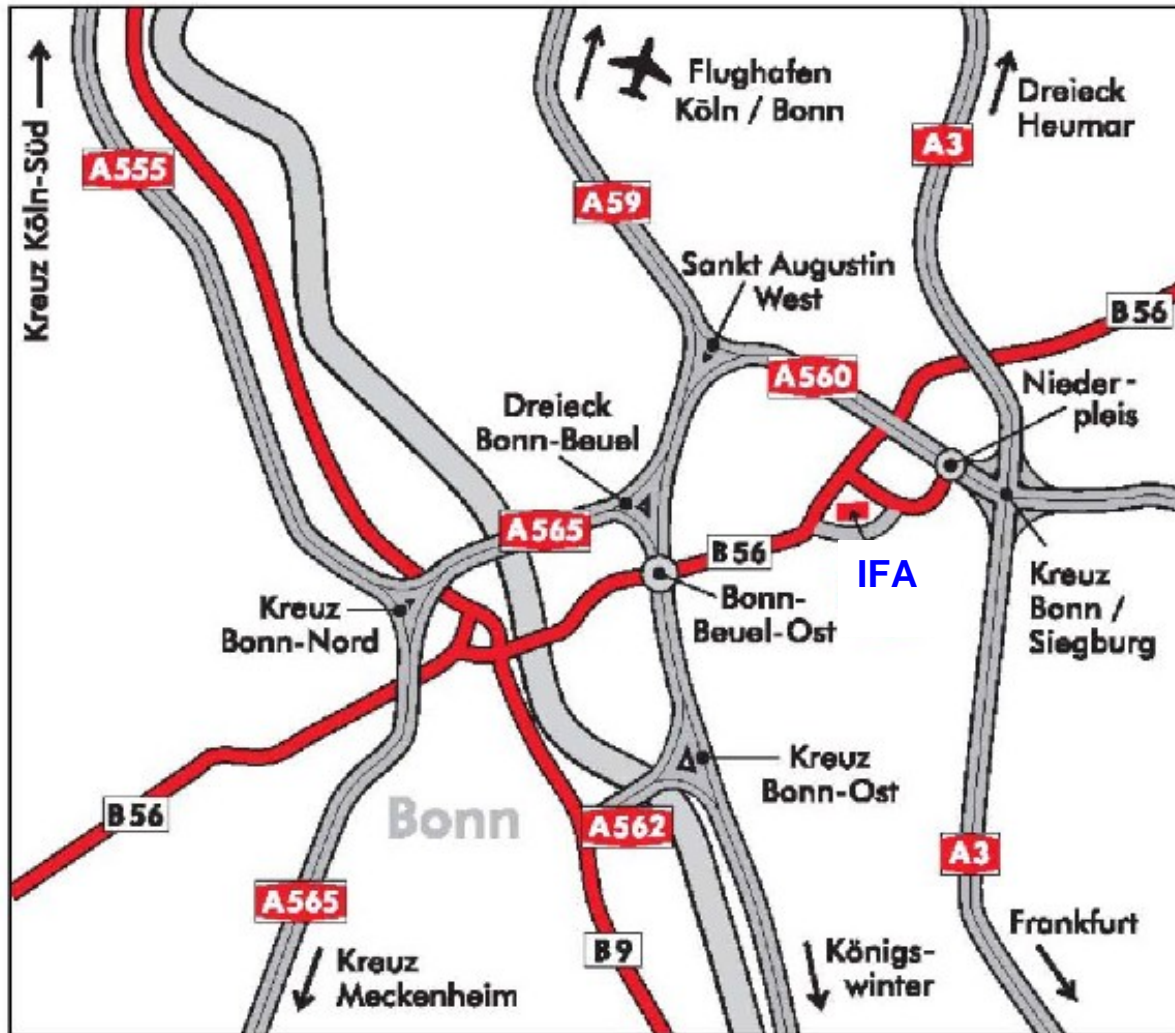 Kreuz Köln-Süd
Flughafen
Köln / Bonn
Dreieck
Heumar
A3
A555
A59
Sankt Augustin
West
B56
A560
Nieder-
pleis
Dreieck
Bonn-Beuel
A565
B56
IFA
Kreuz
Bonn-Nord
Bonn-
Beuel-Ost
Kreuz
Bonn /
Siegburg
Kreuz
Bonn-Ost
B56
Bonn
A562
A3
A565
B9
Frankfurt
Kreuz
Meckenheim
Königs-
winter